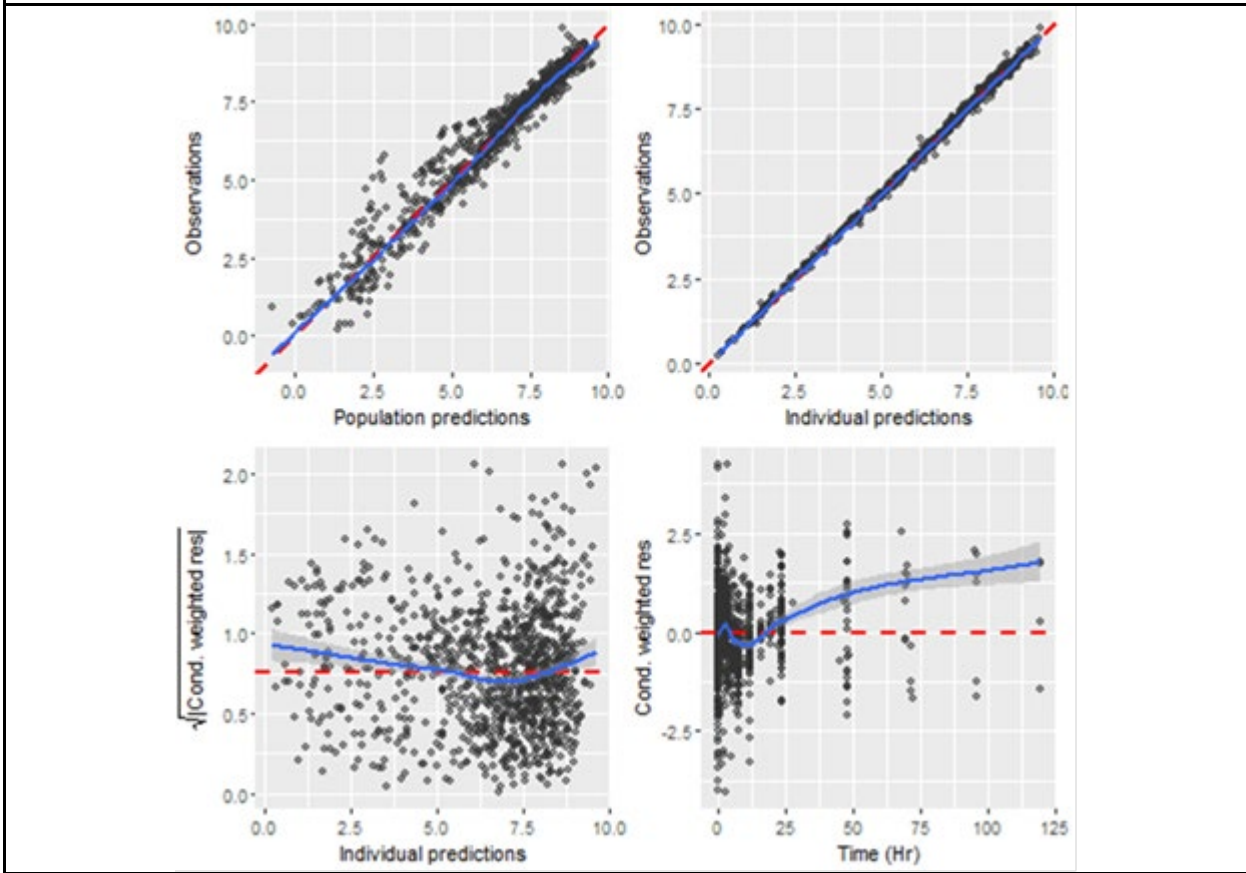 10.0
7.5
5.0
2.5
0.0
Observations
0.0 2.5 5.0 7.5 10.0
Population predictions
10.0
7.5
5.0
2.5
0.0
Observations
0.0 2.5 5.0 7.5 10.0
Individual predictions
2.0
1.5
1.0
0.5
0.0
√|Cond. weighted res|
0.0 2.5 5.0 7.5 10.0
Individual predictions
2.5
0.0
-2.5
Cond. weighted res
0 25 50 75 100 125
Time (Hr)